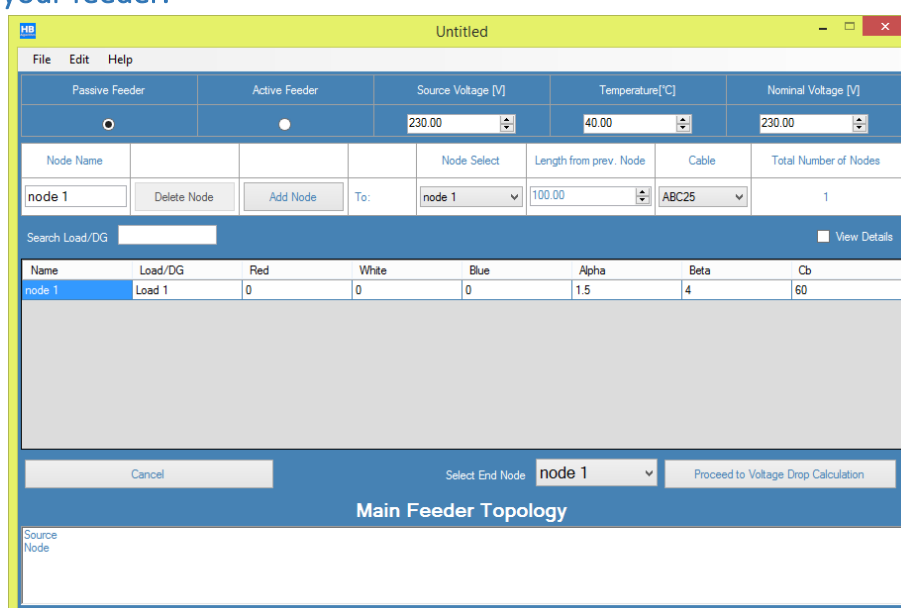 your feeder.
HB
Untitled
File Edit Help
Passive Feeder Active Feeder Source Voltage [V] Temperature[°C] Nominal Voltage [V]
230.00 40.00 230.00
Node Name Node Select Length from prev. Node Cable Total Number of Nodes
node 1 Delete Node Add Node To: node 1 100.00 ABC25 1
Search Load/DG View Details
Name Load/DG Red White Blue Alpha Beta Cb
node 1 Load 1 0 0 0 1.5 4 60
Cancel Select End Node node 1 Proceed to Voltage Drop Calculation
Main Feeder Topology
Source
Node